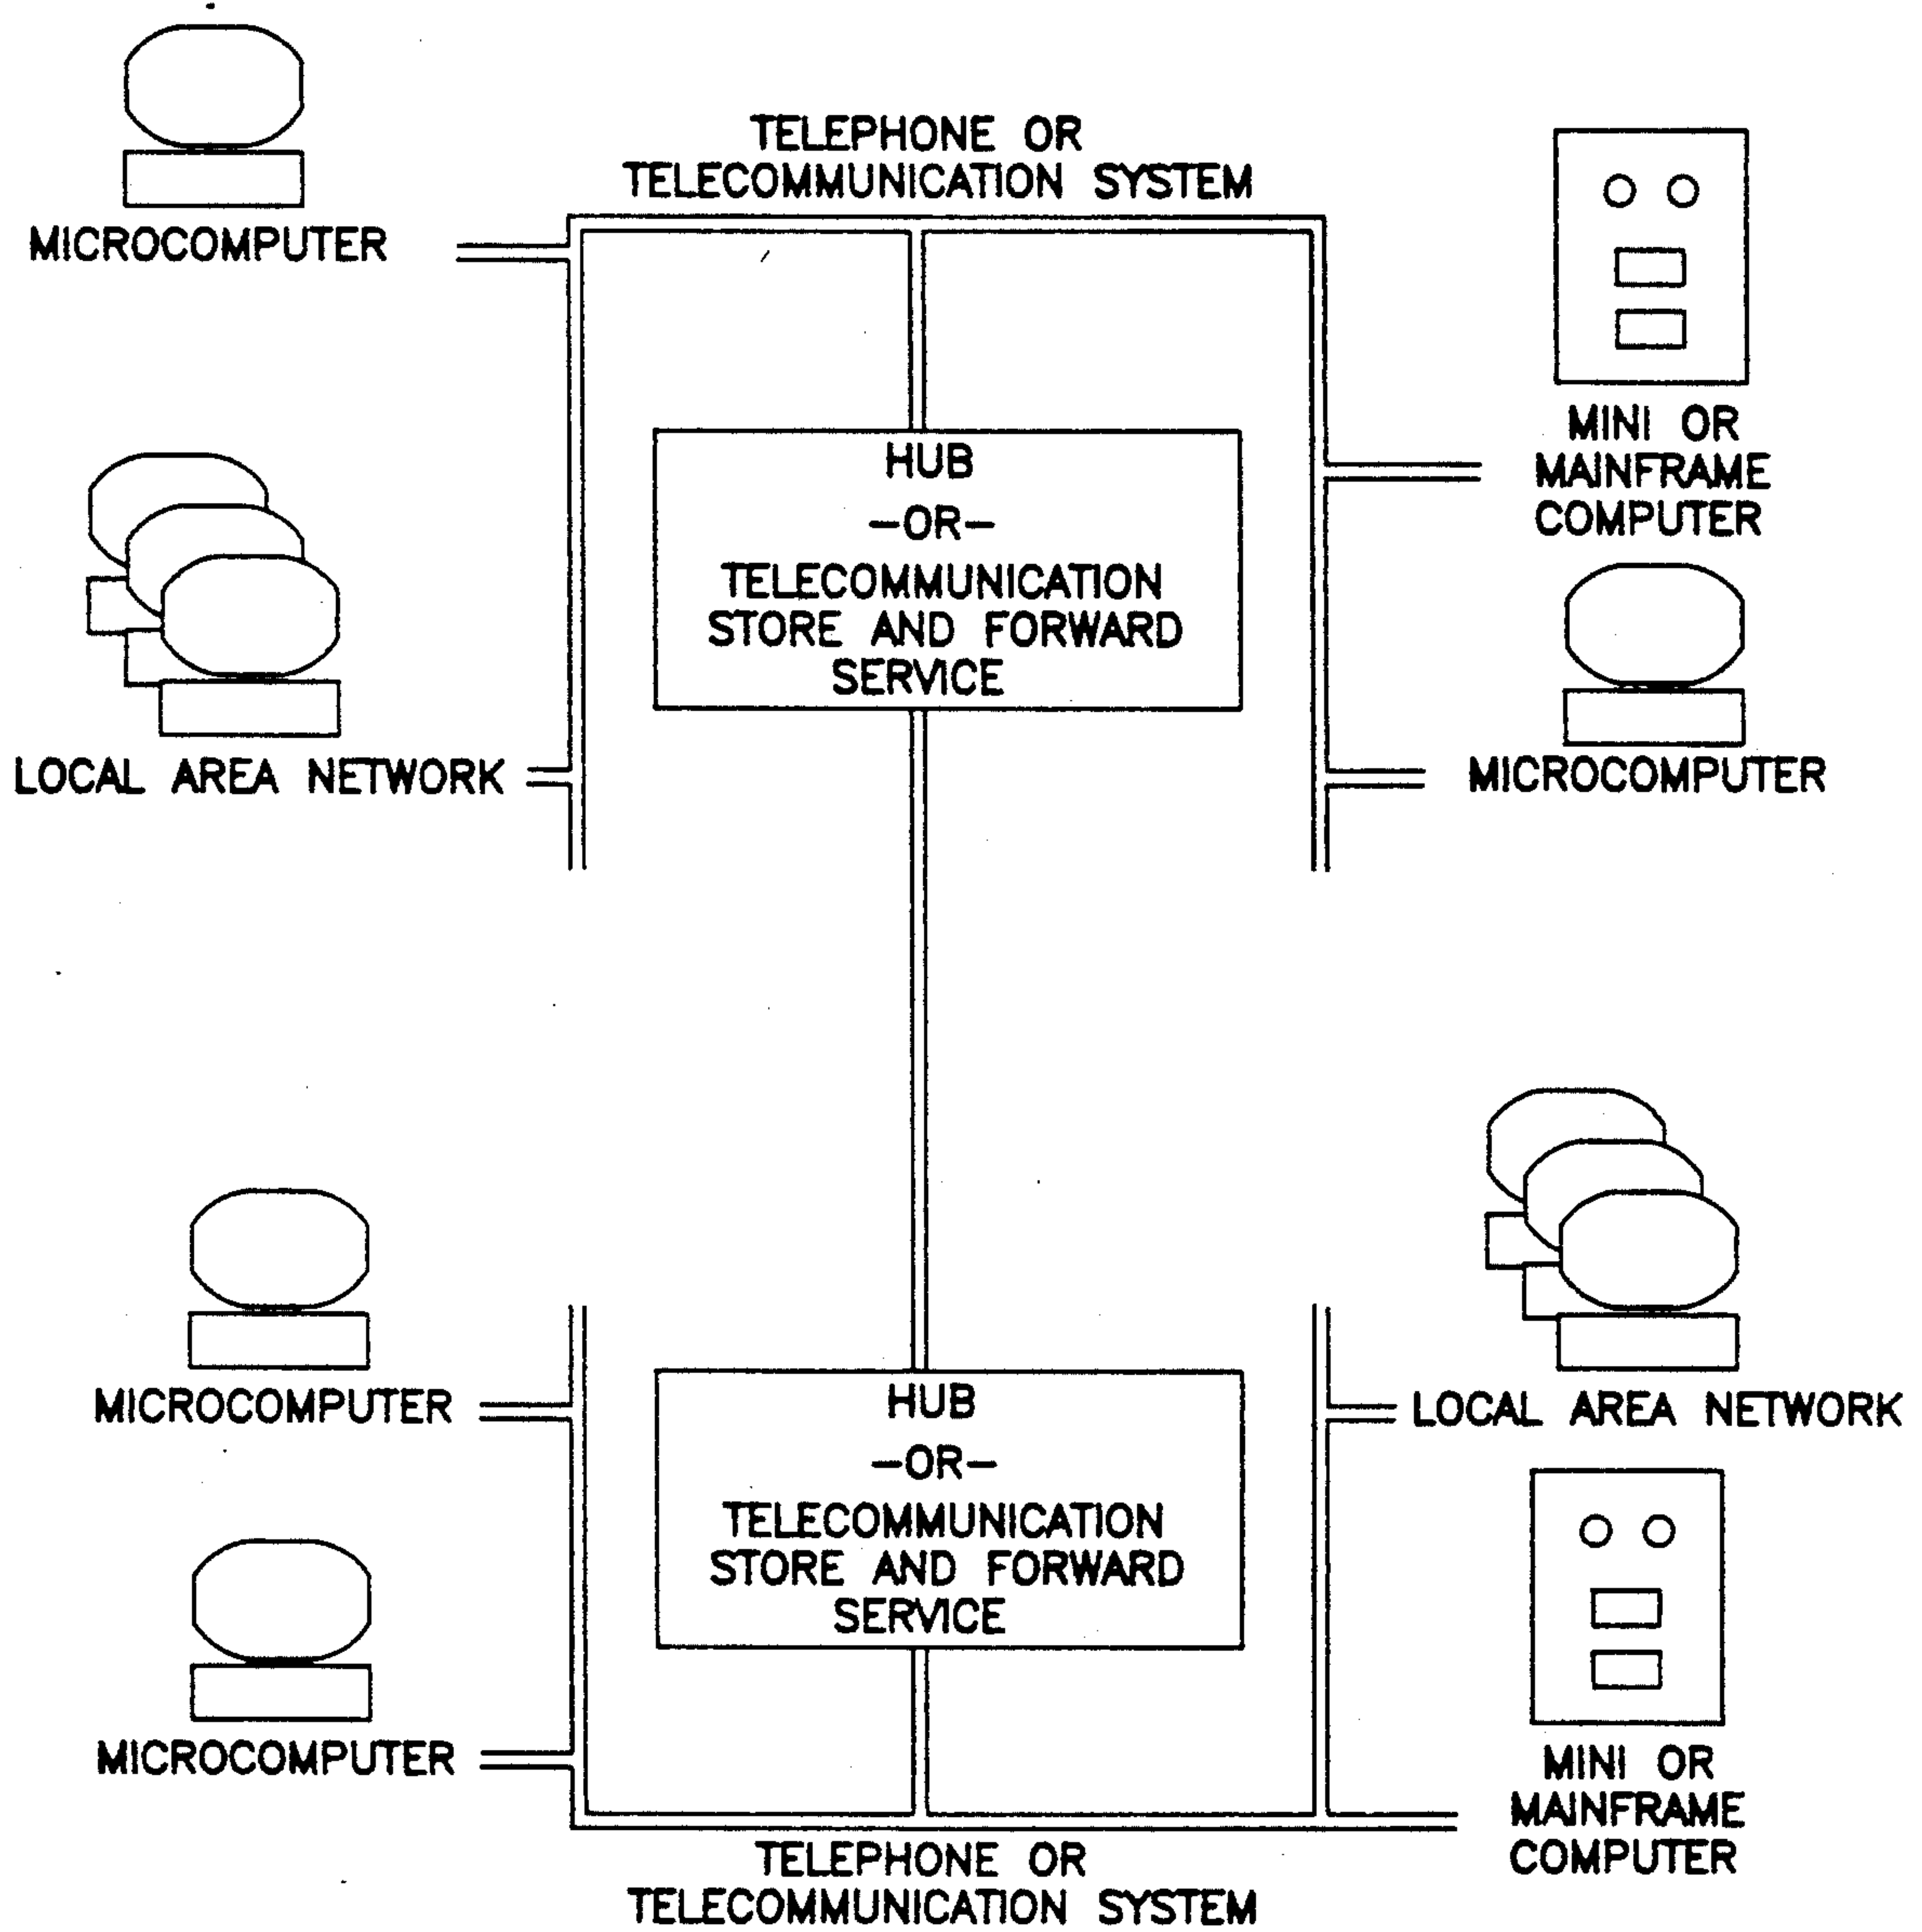 TELEPHONE OR
TELECOMMUNICATION SYSTEM
MICROCOMPUTER
MINI OR
MAINFRAME
COMPUTER
HUB
-OR-
TELECOMMUNICATION
STORE AND FORWARD
SERVICE
LOCAL AREA NETWORK
MICROCOMPUTER
MICROCOMPUTER
LOCAL AREA NETWORK
HUB
-OR-
TELECOMMUNICATION
STORE AND FORWARD
SERVICE
MICROCOMPUTER
MINI OR
MAINFRAME
COMPUTER
TELEPHONE OR
TELECOMMUNICATION SYSTEM